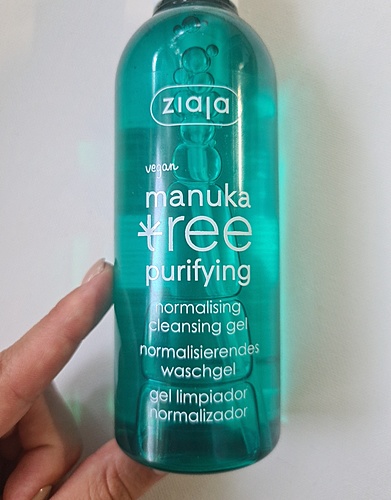 ziaja
vegan
manuka
tree
purifying
normalising
cleansing gel
normalisierendes
waschgel
gel limpiador
normalizador